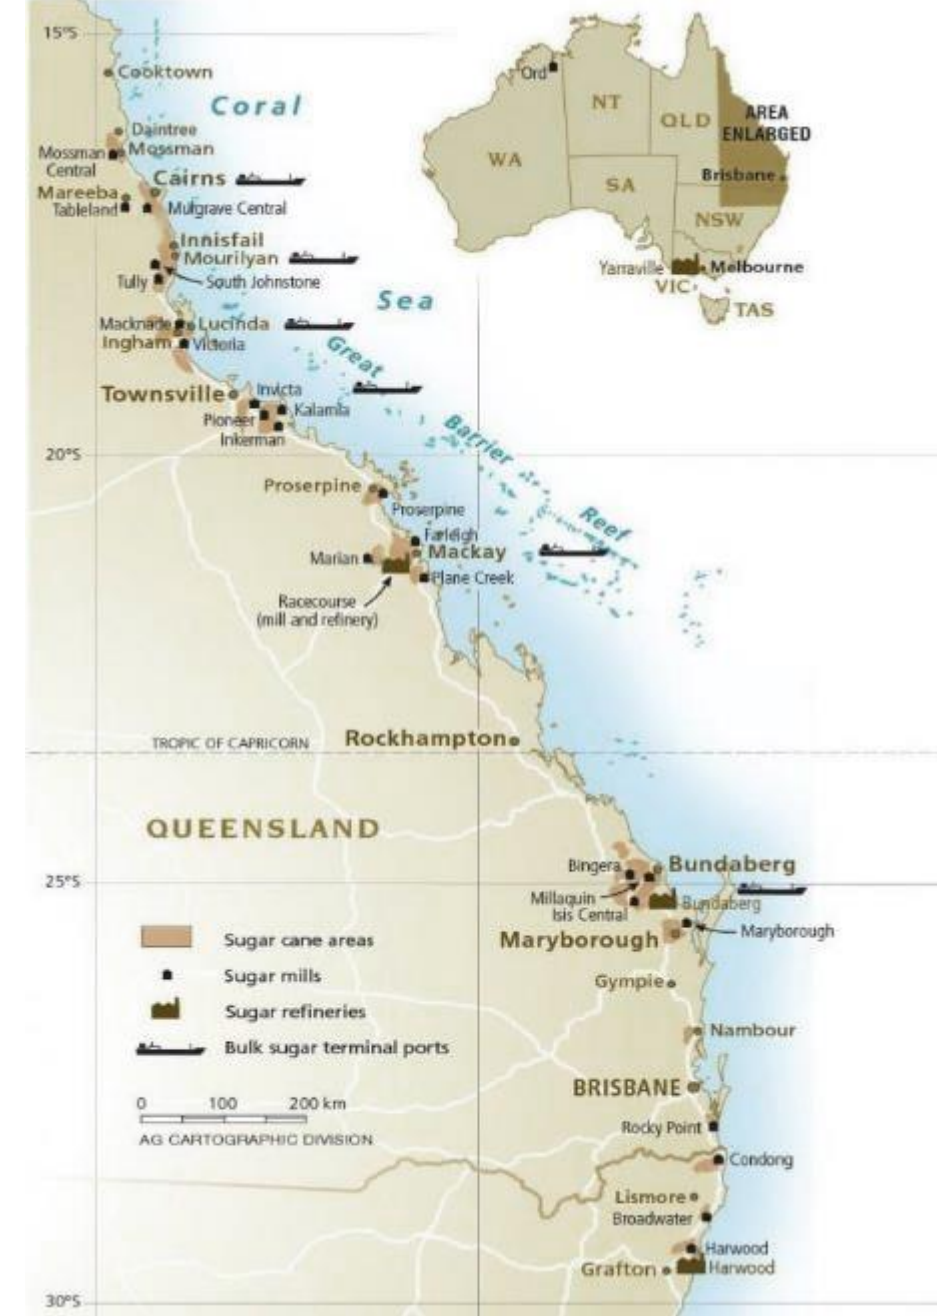 15°S
Cooktown
Coral
Daintree
Mossman
Mossman
Central
Cairns
Mareeba
Tableland
Mulgrave Central
Innisfail
Mourilyan
South Johnstone
Tully
Sea
Macknade
Lucinda
Ingham
Victoria
Great
Townsville
Invicta
Kalamia
Pioneer
Inkerman
Barrier
20°S
Proserpine
Proserpine
Reef
Farleigh
Marian
Mackay
Plane Creek
Racecourse
(mill and refinery)
TROPIC OF CAPRICORN
Rockhampton
QUEENSLAND
Bingera
Bundaberg
25°S
Millaquin
Isis Central
Bundaberg
Maryborough
Maryborough
Gympie
Nambour
BRISBANE
Rocky Point
Condong
Lismore
Broadwater
Harwood
Grafton
Harwood
30°S
Sugar cane areas
Sugar mills
Sugar refineries
Bulk sugar terminal ports
0 100 200 km
AG CARTOGRAPHIC DIVISION
Ord
NT
QLD
AREA
ENLARGED
WA
SA
Brisbane
NSW
Yarraville
Melbourne
VIC
TAS